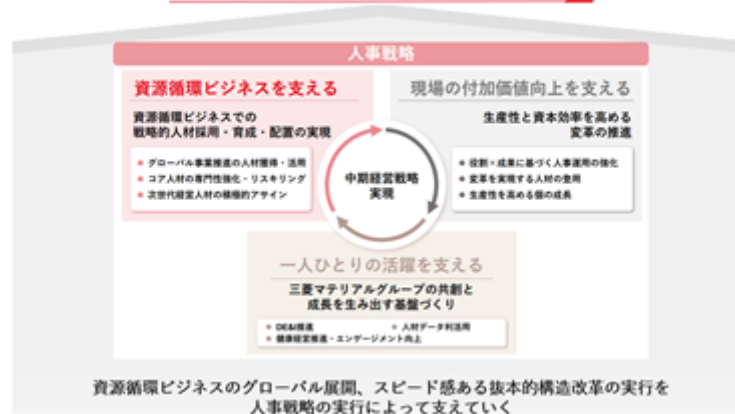 人事戦略
資源循環ビジネスを支える
資源循環ビジネスでの
戦略的人材採用・育成・配置の実現
グローバル事業推進の人材獲得・活用
コア人材の専門性強化・リスキリング
次世代経営人材の積極的アサイン
現場の付加価値向上を支える
生産性と資本効率を高める
変革の推進
役割・成果に基づく人事運用の強化
変革を実現する人材の登用
生産性を高める個の成長
中期経営戦略
実現
一人ひとりの活躍を支える
三菱マテリアルグループの共創と
成長を生み出す基盤づくり
DE&I推進
人材データ利活用
健康経営推進・エンゲージメント向上
資源循環ビジネスのグローバル展開、スピード感ある抜本的構造改革の実行を
人事戦略の実行によって支えていく